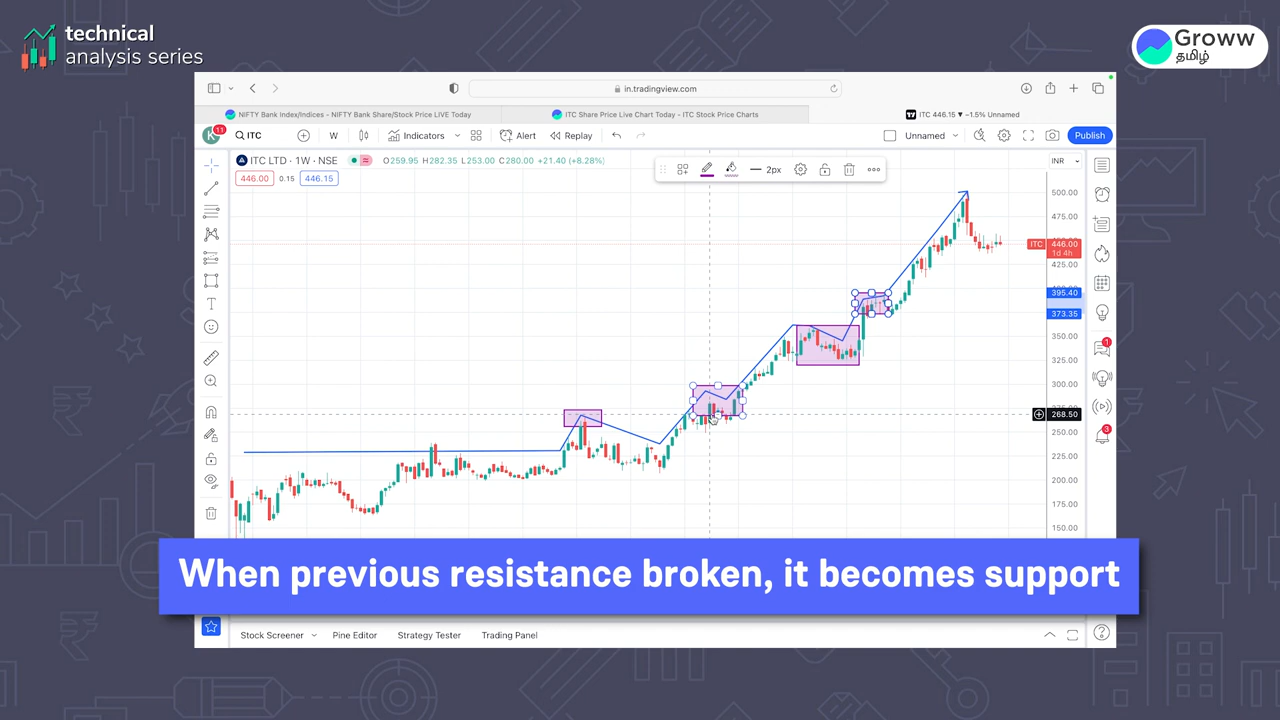 technical
analysis series
Groww
தமிழ்
in.tradingview.com
NIFTY Bank Index/Indices - NIFTY Bank Share/Stock Price LIVE Today
ITC Share Price Live Chart Today - ITC Stock Price Charts
ITC 446.15 ▼ −1.5% Unnamed
K 11 ITC W Indicators Alert Replay Unnamed Publish
ITC LTD · 1W · NSE O259.95 H282.35 L253.00 C280.00 +21.40 (+8.28%)
446.00 0.15 446.15
2px
INR
500.00
475.00
ITC 446.00
1d 4h
425.00
395.40
373.35
350.00
325.00
300.00
268.50
250.00
225.00
200.00
175.00
150.00
When previous resistance broken, it becomes support
Stock Screener Pine Editor Strategy Tester Trading Panel